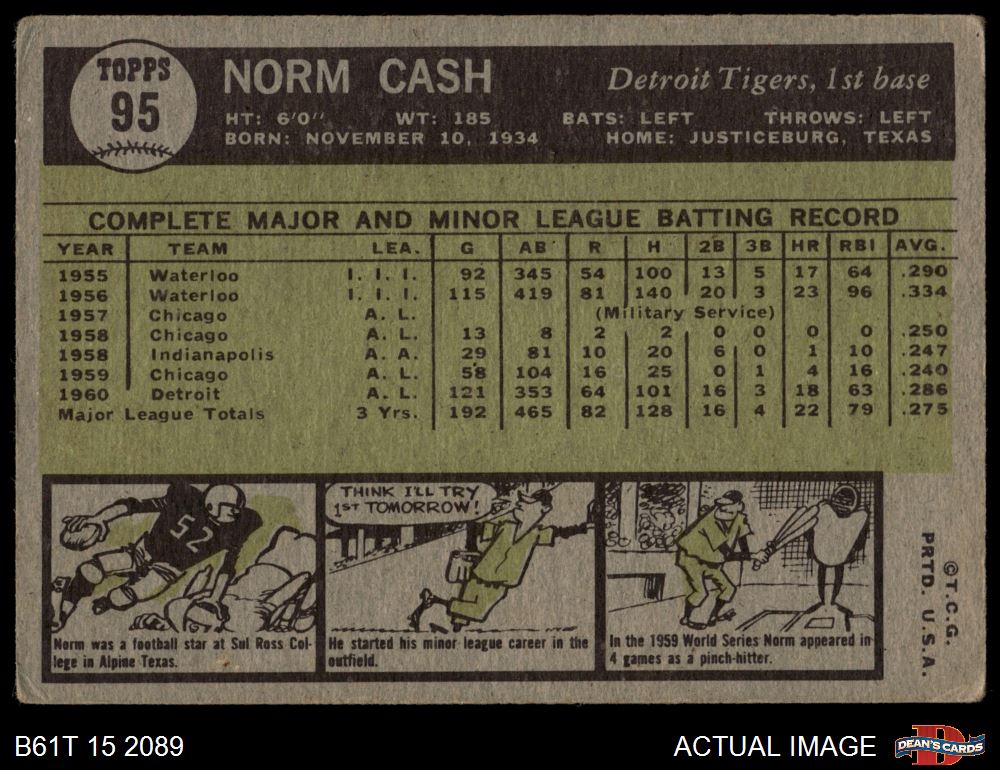 TOPPS
95
NORM CASH
Detroit Tigers, 1st base
HT: 6'0" WT: 185 BATS: LEFT THROWS: LEFT
BORN: NOVEMBER 10, 1934 HOME: JUSTICEBURG, TEXAS
COMPLETE MAJOR AND MINOR LEAGUE BATTING RECORD
YEAR TEAM LEA. G AB R H 2B 3B HR RBI AVG.
1955 Waterloo I. I. I. 92 345 54 100 13 5 17 64 .290
1956 Waterloo I. I. I. 115 419 81 140 20 3 23 96 .334
1957 Chicago A. L. (Military Service)
1958 Chicago A. L. 13 8 2 2 0 0 0 0 .250
1958 Indianapolis A. A. 29 81 10 20 6 0 1 10 .247
1959 Chicago A. L. 58 104 16 25 0 1 4 16 .240
1960 Detroit A. L. 121 353 64 101 16 3 18 63 .286
Major League Totals 3 Yrs. 192 465 82 128 16 4 22 79 .275
52
Norm was a football star at Sul Ross Col-
lege in Alpine Texas.
THINK I'LL TRY
1ST TOMORROW!
He started his minor league career in the
outfield.
In the 1959 World Series Norm appeared in
4 games as a pinch-hitter.
©T.C.G.
PRTD. U.S.A.
B61T 15 2089
ACTUAL IMAGE
D
DEAN'S CARDS